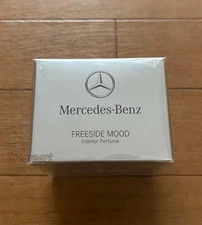 Mercedes-Benz
FREESIDE MOOD
Interior Perfume